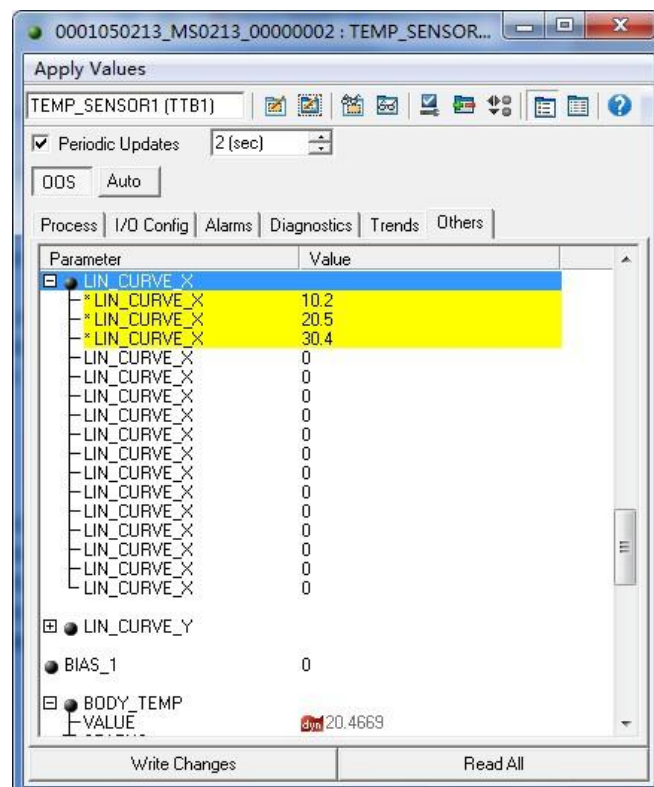 0001050213_MS0213_00000002 : TEMP_SENSOR...
Apply Values
TEMP_SENSOR1 (TTB1)
Periodic Updates 2 (sec)
OOS Auto
Process I/O Config Alarms Diagnostics Trends Others
Parameter Value
LIN_CURVE_X
* LIN_CURVE_X 10.2
* LIN_CURVE_X 20.5
* LIN_CURVE_X 30.4
LIN_CURVE_X 0
LIN_CURVE_X 0
LIN_CURVE_X 0
LIN_CURVE_X 0
LIN_CURVE_X 0
LIN_CURVE_X 0
LIN_CURVE_X 0
LIN_CURVE_X 0
LIN_CURVE_X 0
LIN_CURVE_X 0
LIN_CURVE_X 0
LIN_CURVE_X 0
LIN_CURVE_X 0
LIN_CURVE_Y
BIAS_1 0
BODY_TEMP
VALUE dyn 20.4669
Write Changes Read All